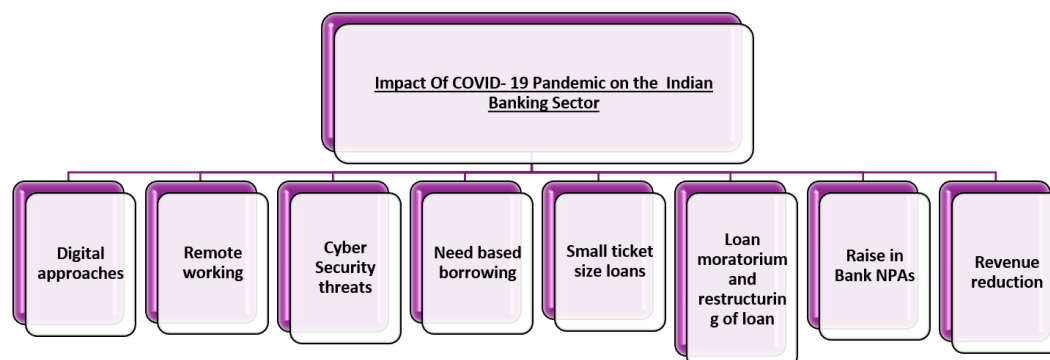 Impact Of COVID- 19 Pandemic on the Indian
Banking Sector
Digital
approaches
Remote
working
Cyber
Security
threats
Need based
borrowing
Small ticket
size loans
Loan
moratorium
and
restructurin
g of loan
Raise in
Bank NPAs
Revenue
reduction